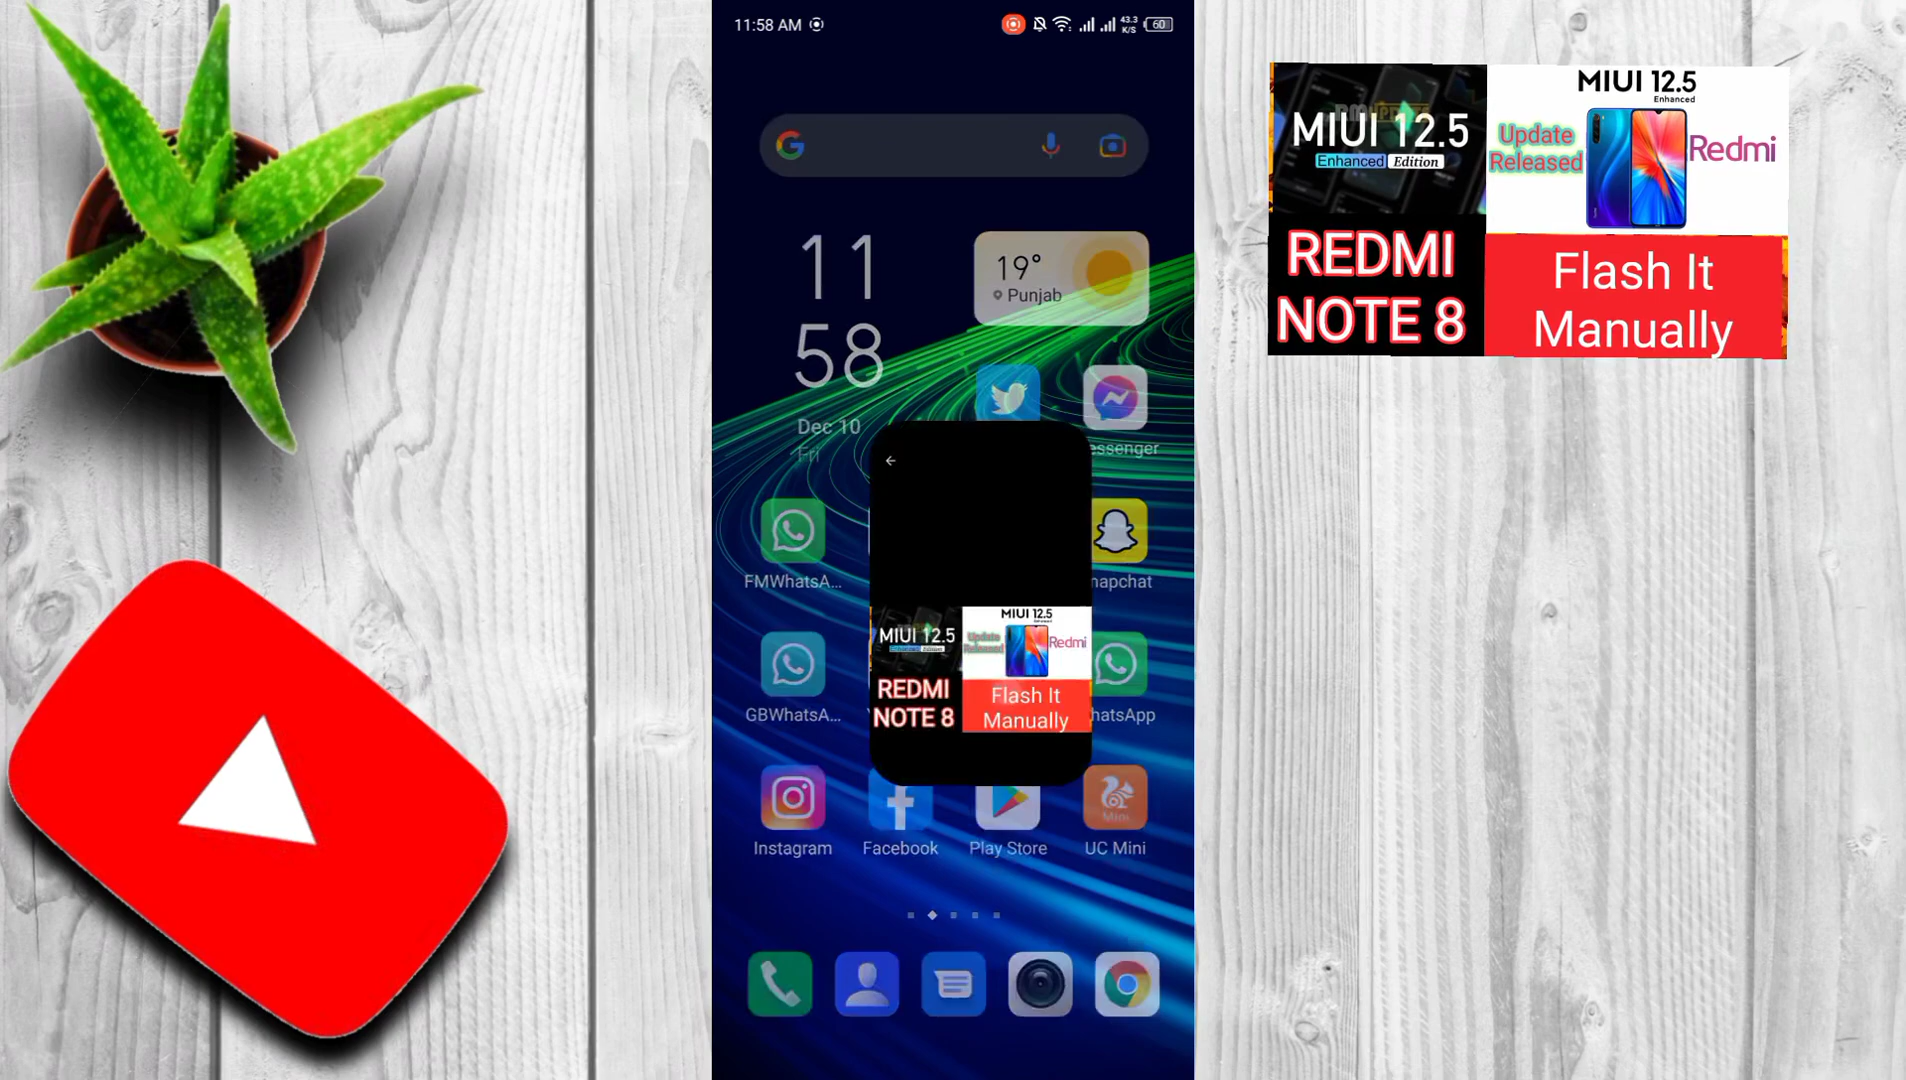 11:58 AM
43.3
K/S
60
11
58
Dec 10
Fri
19°
Punjab
essenger
FMWhatsA...
napchat
GBWhatsA...
hatsApp
MIUI 12.5
Enhanced Edition
REDMI
NOTE 8
MIUI 12.5
Update
Released
Redmi
Flash It
Manually
Instagram
Facebook
Play Store
Mini
UC Mini
MIUI 12.5
Enhanced Edition
REDMI
NOTE 8
MIUI 12.5
Enhanced
Update
Released
Redmi
Flash It
Manually